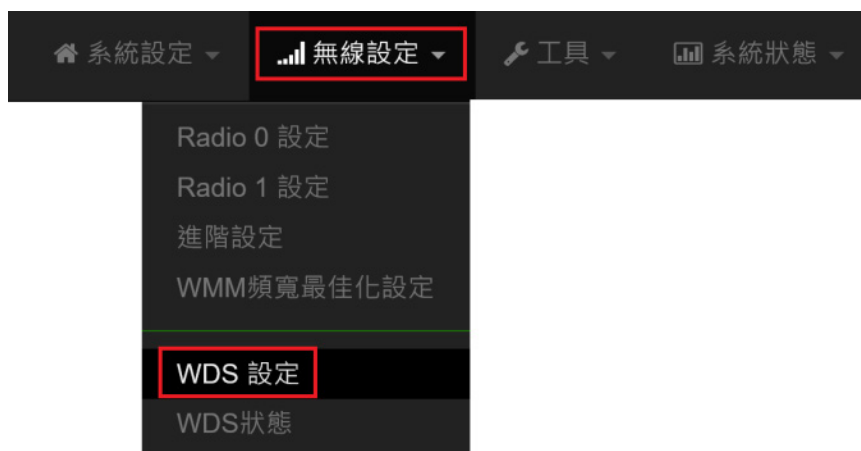 系統設定 無線設定 工具 系統狀態
Radio 0 設定
Radio 1 設定
進階設定
WMM頻寬最佳化設定
WDS 設定
WDS狀態